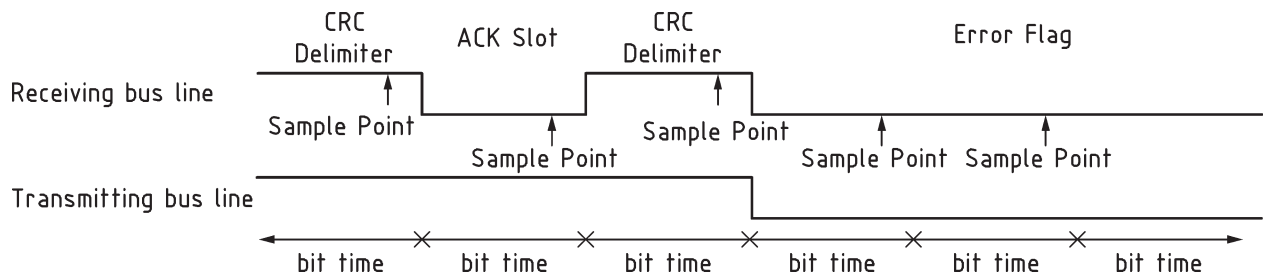 CRC
Delimiter
ACK Slot
CRC
Delimiter
Error Flag
Receiving bus line
Sample Point
Sample Point
Sample Point
Sample Point
Sample Point
Transmitting bus line
bit time
bit time
bit time
bit time
bit time
bit time